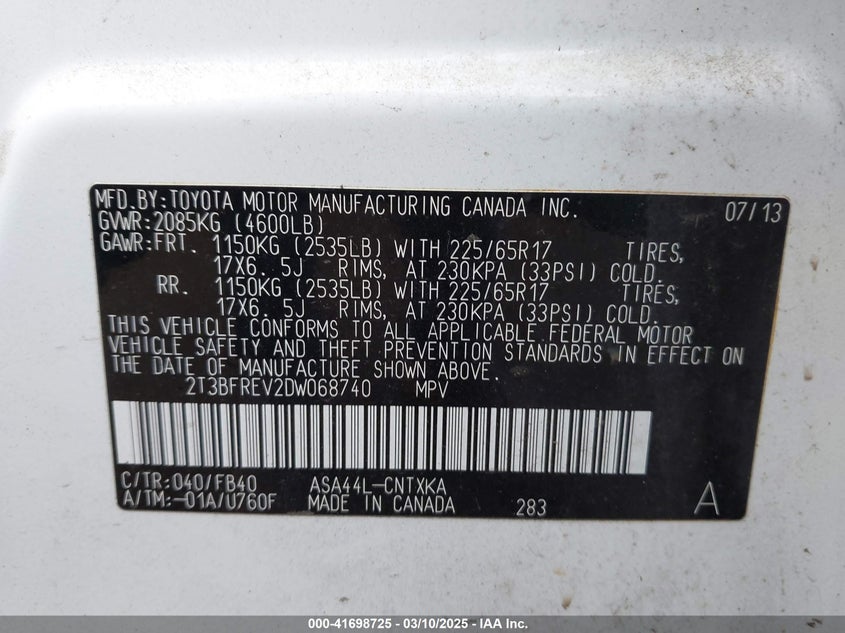 MFD.BY:TOYOTA MOTOR MANUFACTURING CANADA INC. 07/13
GVWR:2085KG (4600LB)
GAWR:FRT. 1150KG (2535LB) WITH 225/65R17 TIRES,
17X6. 5J RIMS, AT 230KPA (33PSI) COLD.
RR. 1150KG (2535LB) WITH 225/65R17 TIRES,
17X6. 5J RIMS, AT 230KPA (33PSI) COLD.
THIS VEHICLE CONFORMS TO ALL APPLICABLE FEDERAL MOTOR
VEHICLE SAFETY AND THEFT PREVENTION STANDARDS IN EFFECT ON
THE DATE OF MANUFACTURE SHOWN ABOVE.
2T3BFREV2DW068740 MPV
C/TR:040/FB40 ASA44L-CNTXKA
A/TM:-01A/U760F MADE IN CANADA 283 A
000-41698725 - 03/10/2025 - IAA Inc.